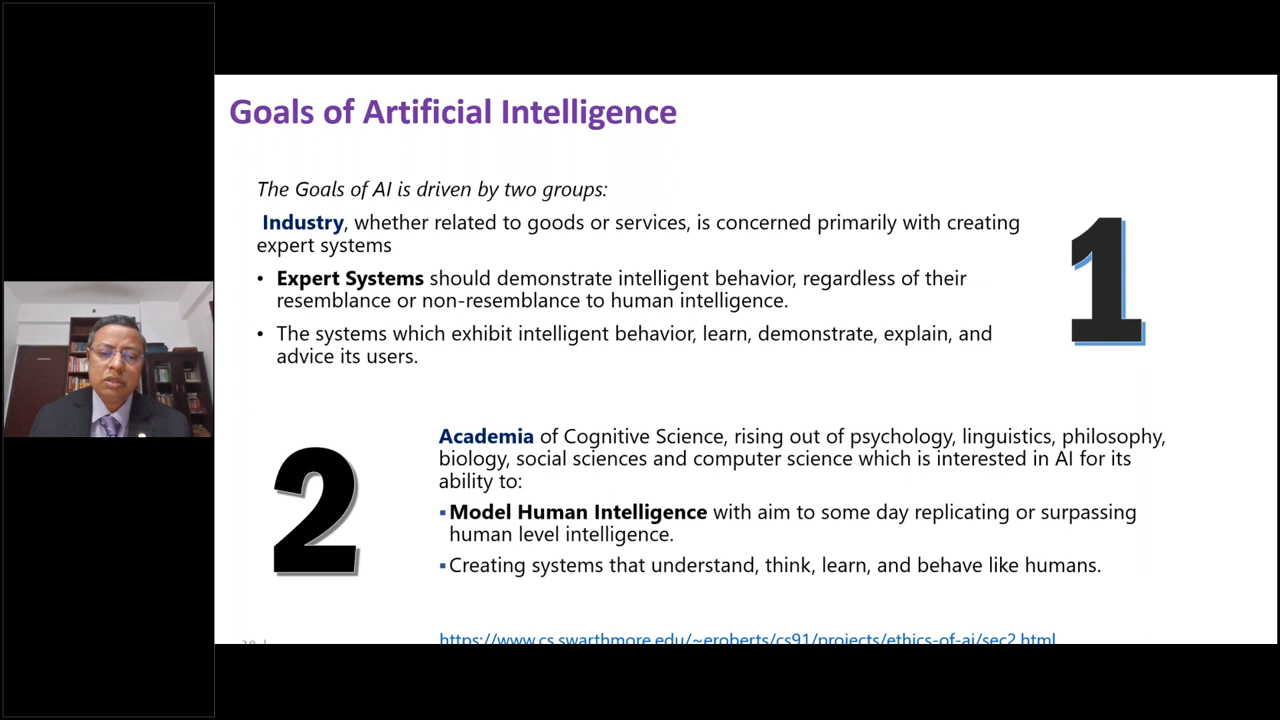 Goals of Artificial Intelligence
The Goals of AI is driven by two groups:
Industry, whether related to goods or services, is concerned primarily with creating
expert systems
• Expert Systems should demonstrate intelligent behavior, regardless of their
resemblance or non-resemblance to human intelligence.
• The systems which exhibit intelligent behavior, learn, demonstrate, explain, and
advice its users.
1
2
Academia of Cognitive Science, rising out of psychology, linguistics, philosophy,
biology, social sciences and computer science which is interested in AI for its
ability to:
▪ Model Human Intelligence with aim to some day replicating or surpassing
human level intelligence.
▪ Creating systems that understand, think, learn, and behave like humans.
https://www.cs.swarthmore.edu/~eroberts/cs91/projects/ethics-of-ai/sec2.html